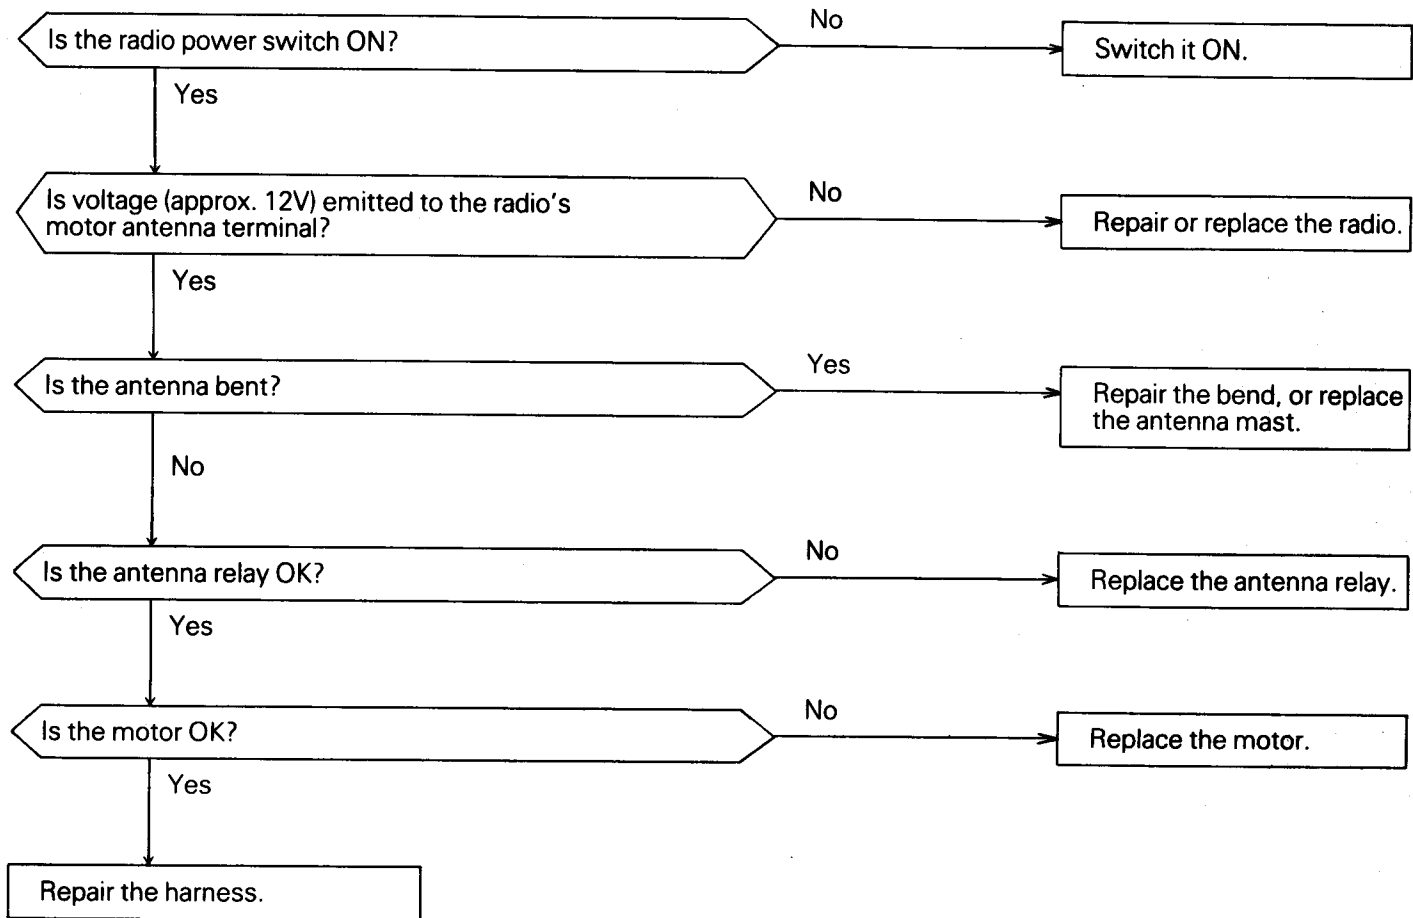 Is the radio power switch ON?
No
Switch it ON.
Yes
Is voltage (approx. 12V) emitted to the radio's
motor antenna terminal?
No
Repair or replace the radio.
Yes
Is the antenna bent?
Yes
Repair the bend, or replace
the antenna mast.
No
Is the antenna relay OK?
No
Replace the antenna relay.
Yes
Is the motor OK?
No
Replace the motor.
Yes
Repair the harness.